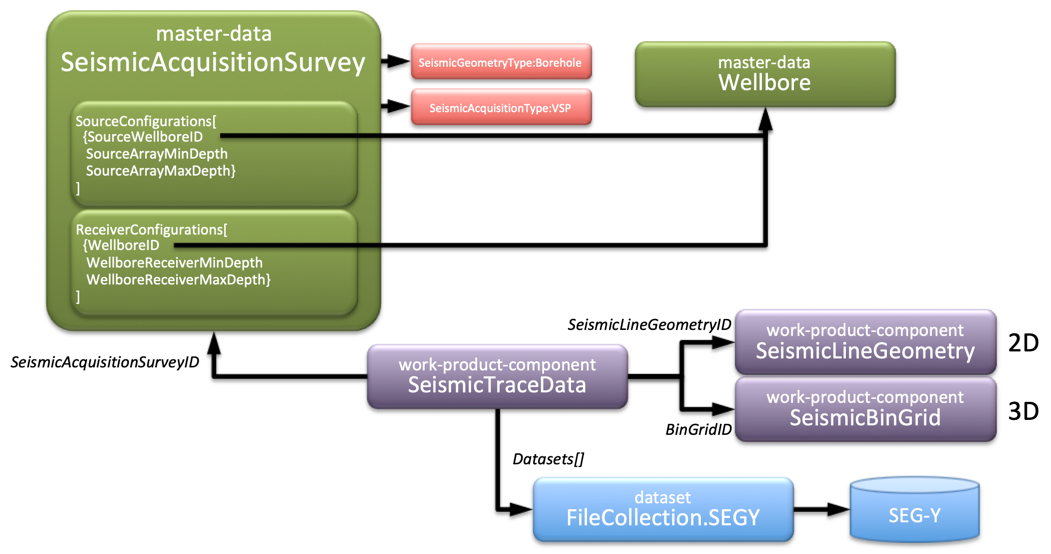 master-data
SeismicAcquisitionSurvey
SourceConfigurations[
{SourceWellboreID
SourceArrayMinDepth
SourceArrayMaxDepth}
]
ReceiverConfigurations[
{WellboreID
WellboreReceiverMinDepth
WellboreReceiverMaxDepth}
]
SeismicGeometryType:Borehole
SeismicAcquisitionType:VSP
master-data
Wellbore
SeismicAcquisitionSurveyID
work-product-component
SeismicTraceData
SeismicLineGeometryID
work-product-component
SeismicLineGeometry
2D
BinGridID
work-product-component
SeismicBinGrid
3D
Datasets[]
dataset
FileCollection.SEGY
SEG-Y